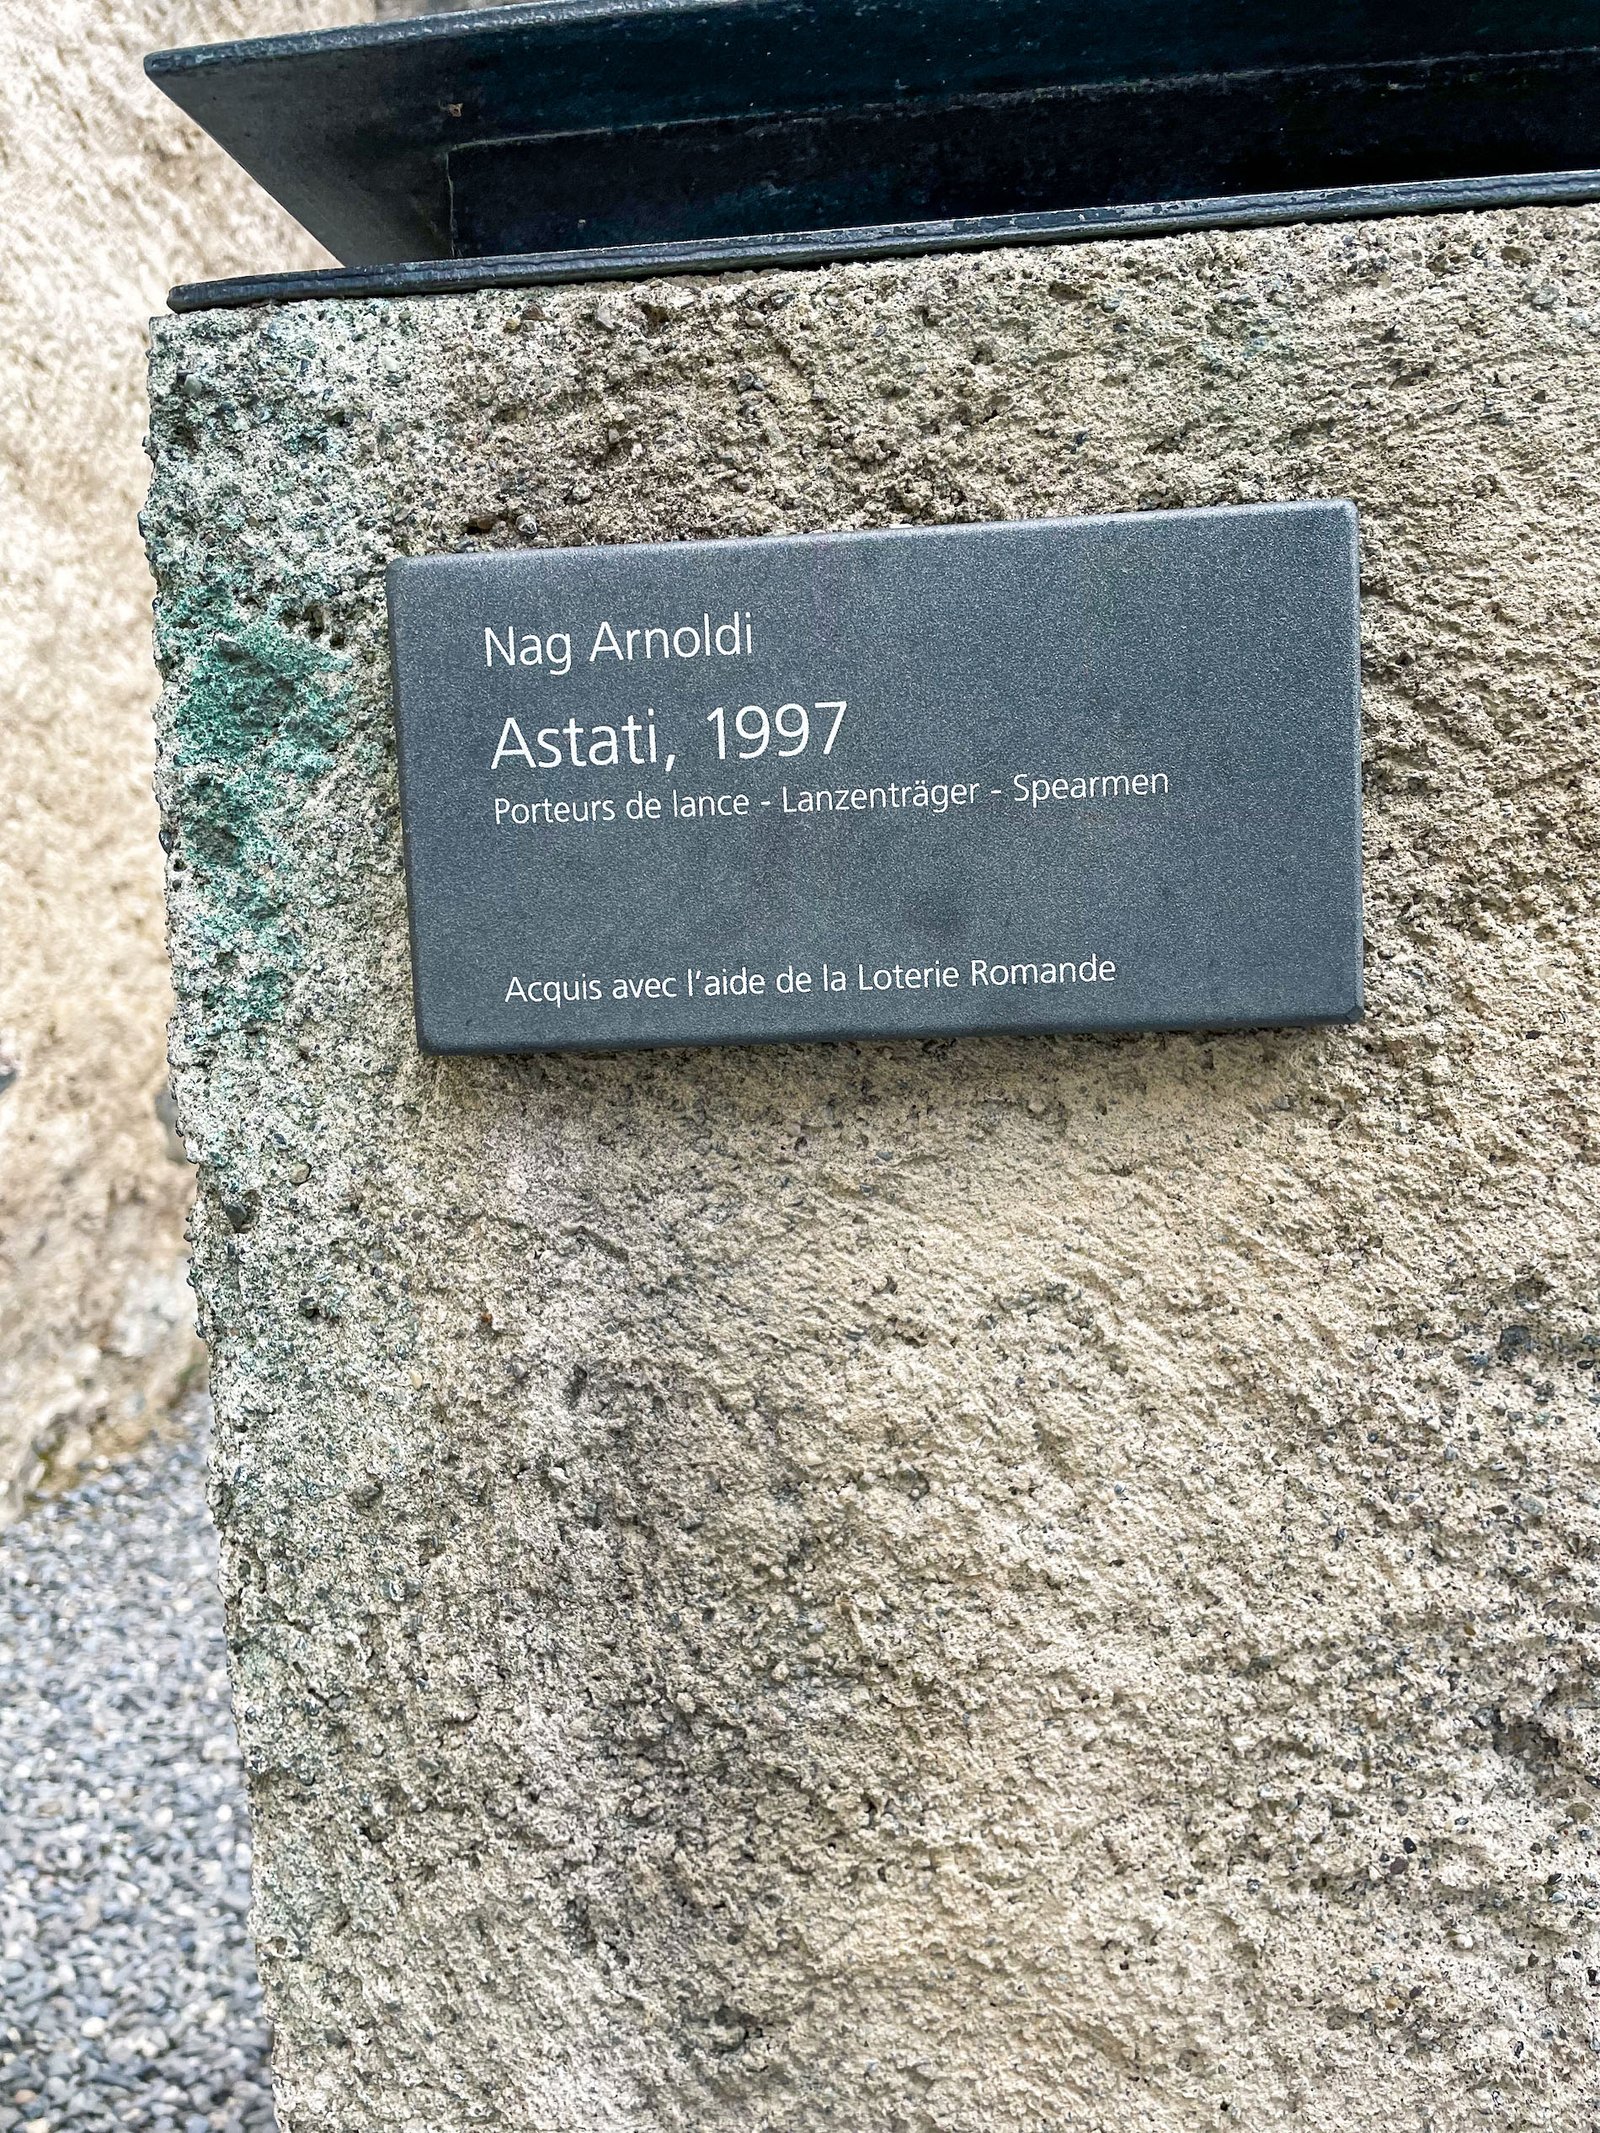 Nag Arnoldi
Astati, 1997
Porteurs de lance - Lanzenträger - Spearmen
Acquis avec l'aide de la Loterie Romande